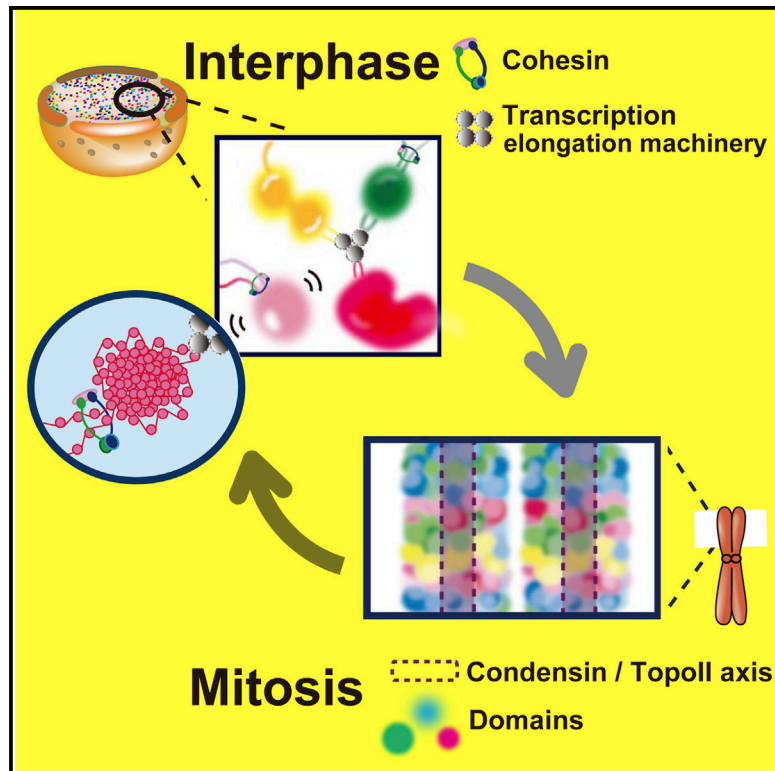 Interphase
Cohesin
Transcription
elongation machinery
Mitosis
Condensin / TopoII axis
Domains